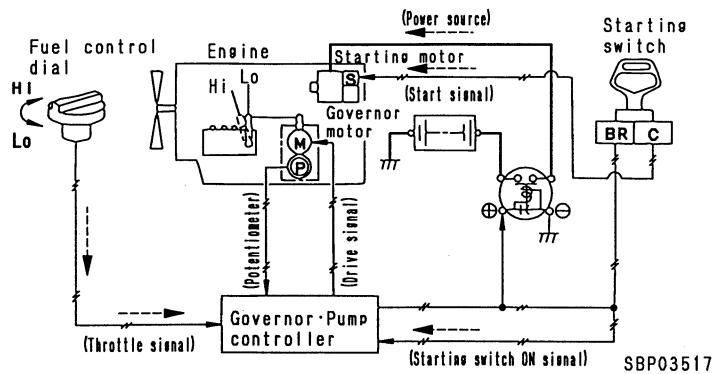 Fuel control
dial
Hi
Lo
Engine
Hi
Lo
(Power source)
Starting motor
S
(Start signal)
Governor
motor
M
P
Starting
switch
BR C
⊕ ⊖
(Potentiometer)
(Drive signal)
Governor·Pump
controller
(Throttle signal)
(Starting switch ON signal)
SBP03517